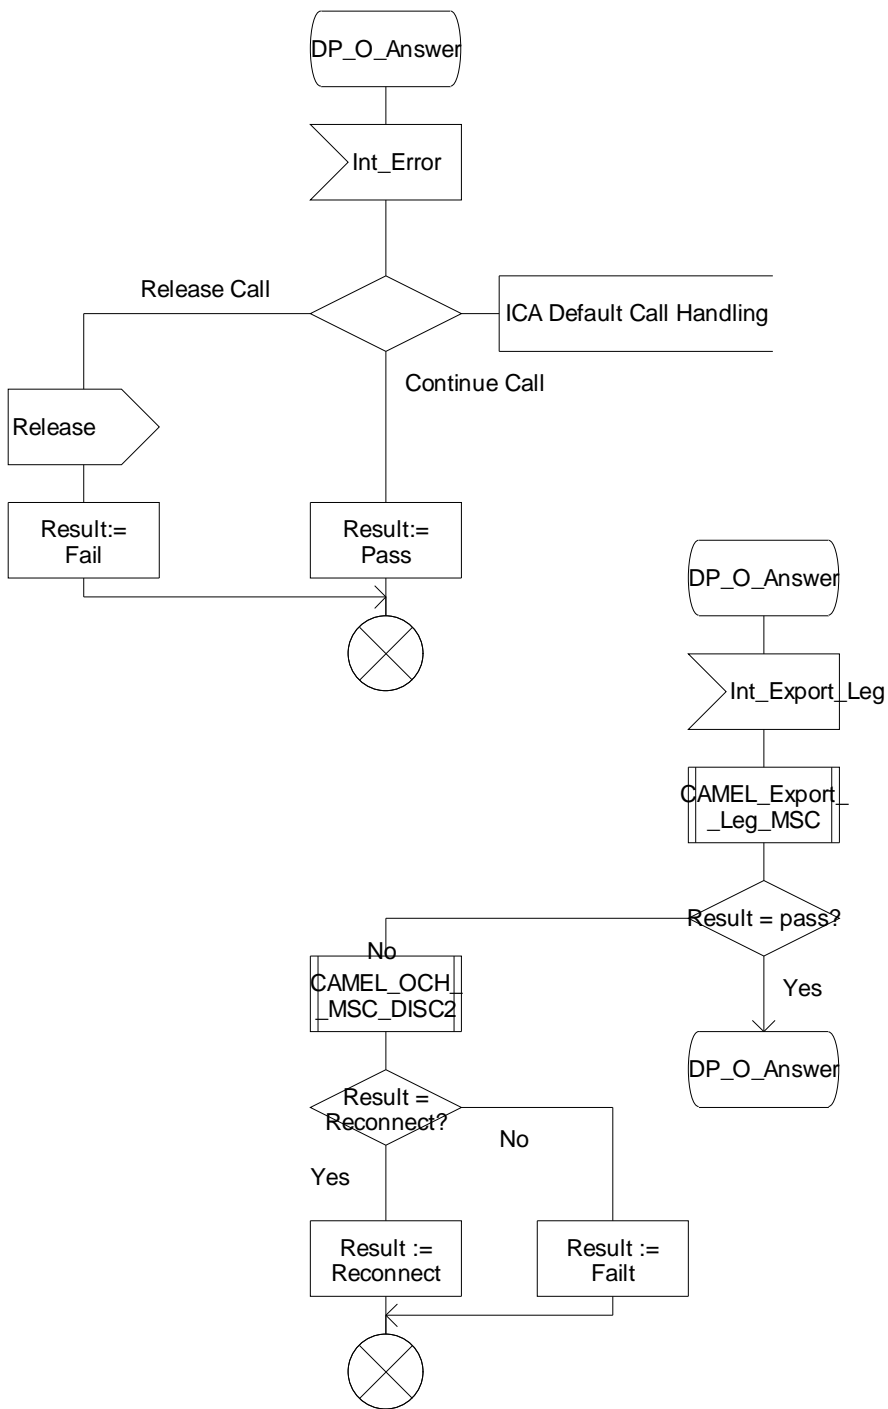 DP_O_Answer
Int_Error
Release Call
ICA Default Call Handling
Continue Call
Release
Result:=
Fail
Result:=
Pass
DP_O_Answer
Int_Export_Leg
CAMEL_Export_
_Leg_MSC
Result = pass?
No
Yes
CAMEL_OCH_
_MSC_DISC2
DP_O_Answer
Result =
Reconnect?
No
Yes
Result :=
Reconnect
Result :=
Failt